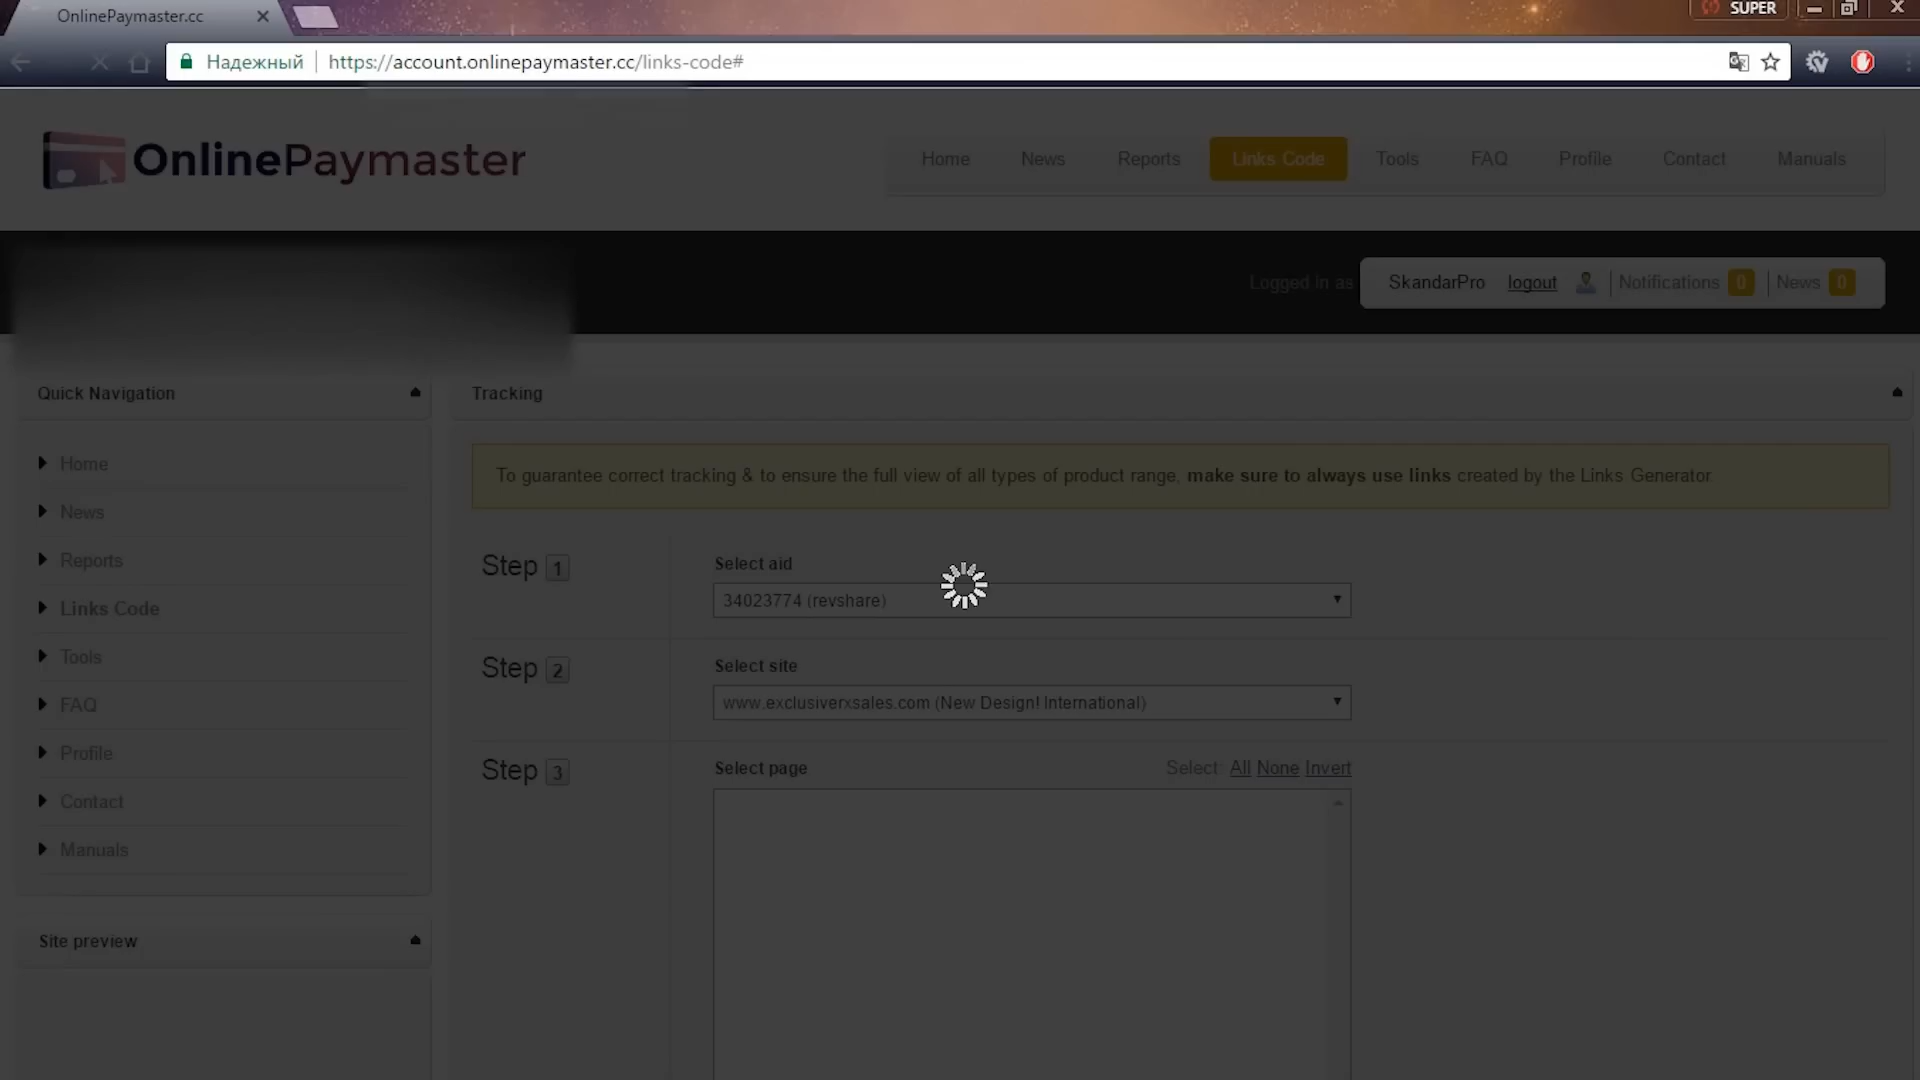 OnlinePaymaster.cc
SUPER
Надежный
https://account.onlinepaymaster.cc/links-code#
OnlinePaymaster
Home
News
Reports
Links Code
Tools
FAQ
Profile
Contact
Manuals
Logged in as
SkandarPro
logout
Notifications
0
News
0
Quick Navigation
Home
News
Reports
Links Code
Tools
FAQ
Profile
Contact
Manuals
Site preview
Tracking
To guarantee correct tracking & to ensure the full view of all types of product range, make sure to always use links created by the Links Generator
Step 1
Select aid
34023774 (revshare)
Step 2
Select site
www.exclusiverxsales.com (New Design! International)
Step 3
Select page
Select: All None Invert